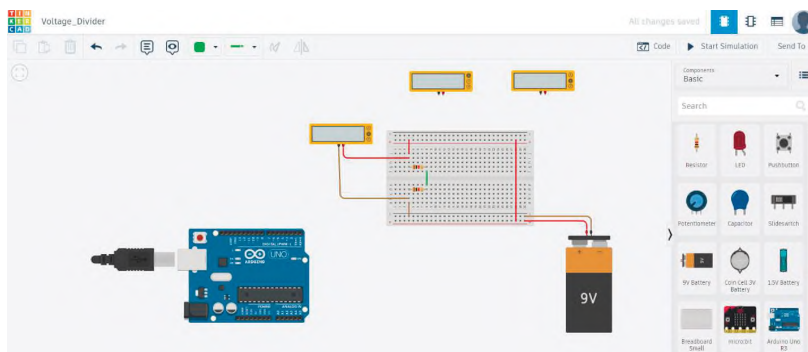 TIN
KER
CAD
Voltage_Divider
All changes saved
Code
Start Simulation
Send To
Components
Basic
Search
Resistor
LED
Pushbutton
Potentiometer
Capacitor
Slideswitch
9V Battery
Coin Cell 3V
Battery
1.5V Battery
Breadboard
Small
micro:bit
Arduino Uno
R3
UNO
ARDUINO
9V